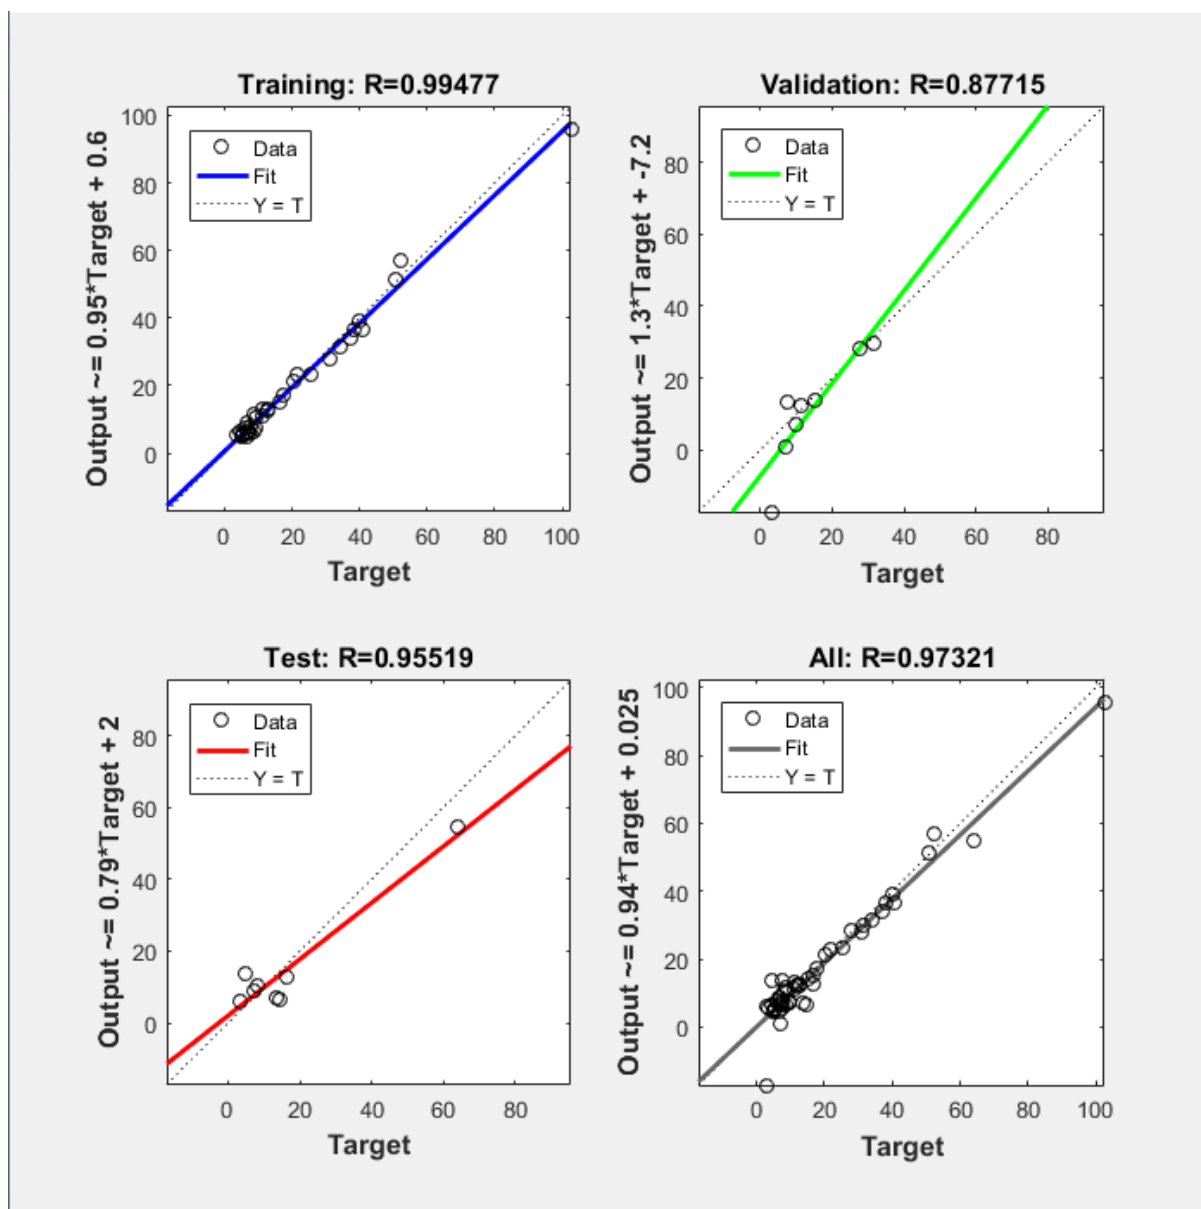 Training: R=0.99477
Output ~= 0.95*Target + 0.6
100
80
60
40
20
0
Data
Fit
Y = T
0 20 40 60 80 100
Target
Validation: R=0.87715
Output ~= 1.3*Target + -7.2
80
60
40
20
0
Data
Fit
Y = T
0 20 40 60 80
Target
Test: R=0.95519
Output ~= 0.79*Target + 2
80
60
40
20
0
Data
Fit
Y = T
0 20 40 60 80
Target
All: R=0.97321
Output ~= 0.94*Target + 0.025
100
80
60
40
20
0
Data
Fit
Y = T
0 20 40 60 80 100
Target